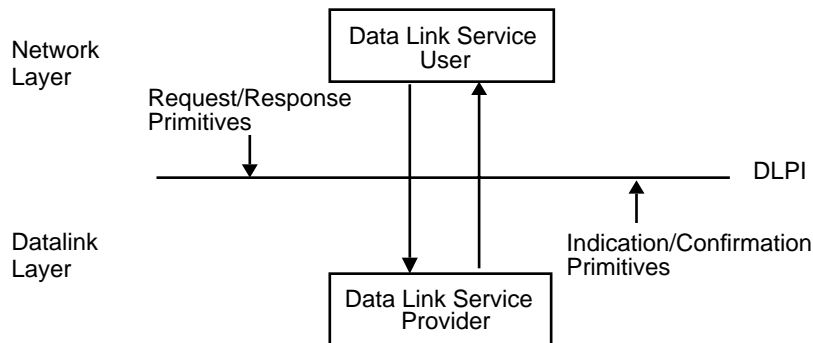 Data Link Service
User
Network
Layer
Request/Response
Primitives
DLPI
Datalink
Layer
Indication/Confirmation
Primitives
Data Link Service
Provider